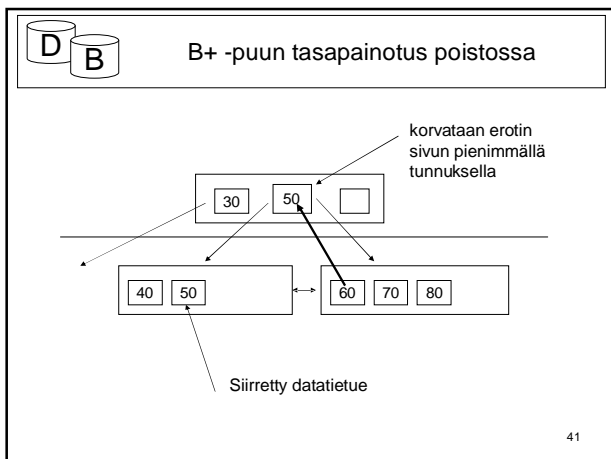 D B
B+ -puun tasapainotus poistossa
korvataan erotin
sivun pienimmällä
tunnuksella
30 50
40 50 60 70 80
Siirretty datatietue
41